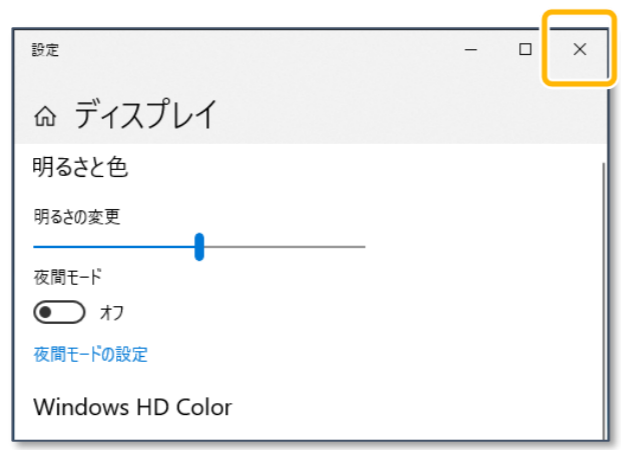 設定
ディスプレイ
明るさと色
明るさの変更
夜間モード
オフ
夜間モードの設定
Windows HD Color